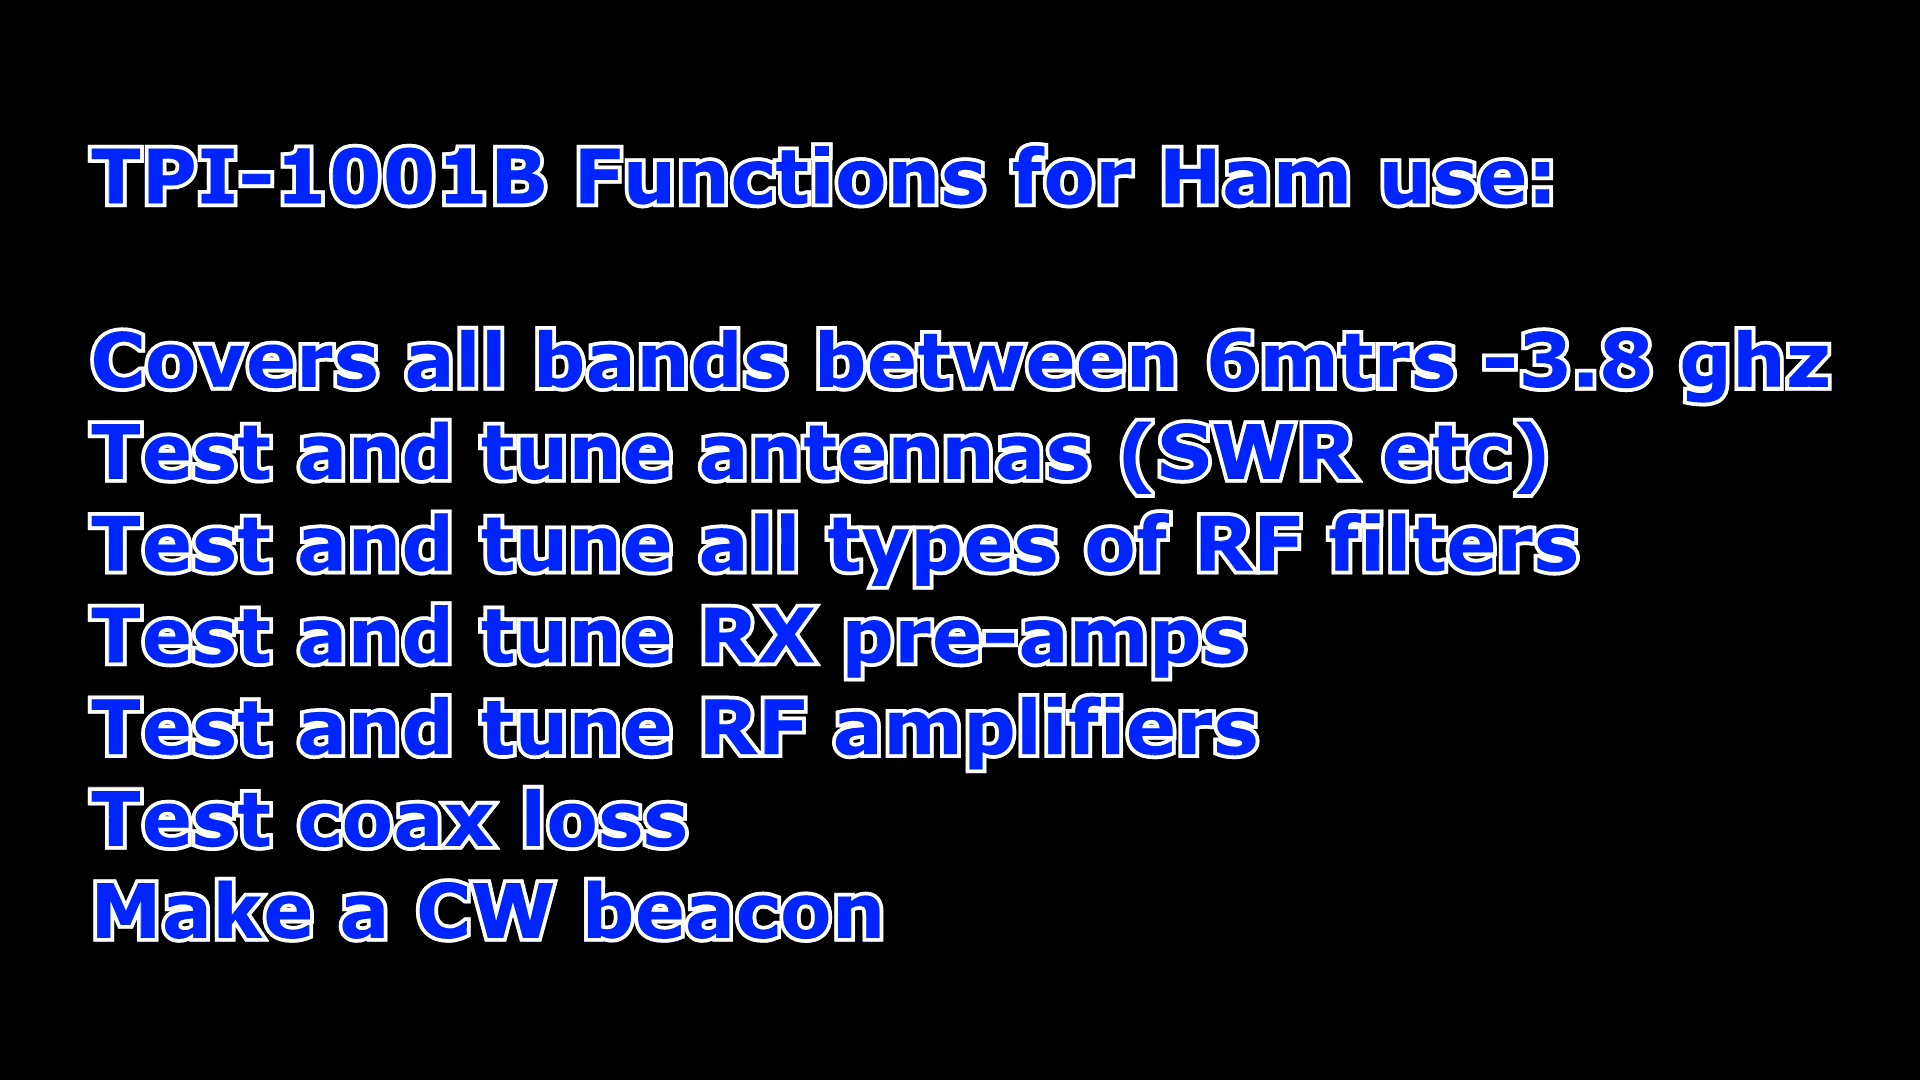 TPI-1001B Functions for Ham use:
Covers all bands between 6mtrs -3.8 ghz
Test and tune antennas (SWR etc)
Test and tune all types of RF filters
Test and tune RX pre-amps
Test and tune RF amplifiers
Test coax loss
Make a CW beacon